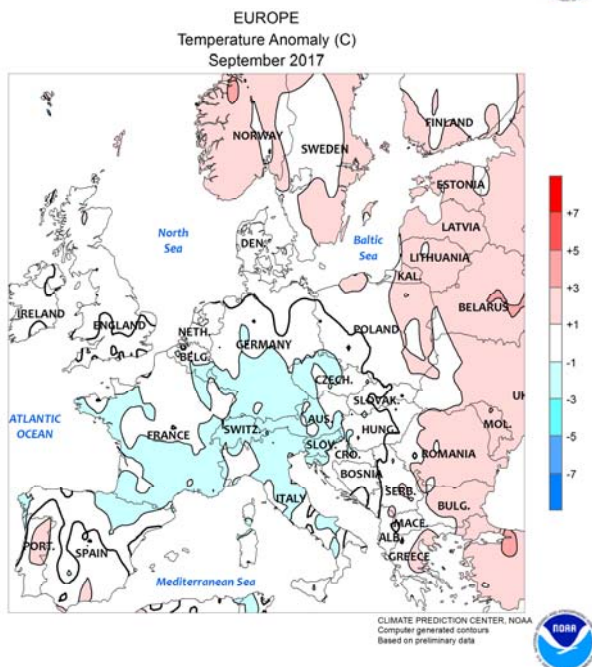 EUROPE
Temperature Anomaly (C)
September 2017
NORWAY
SWEDEN
FINLAND
ESTONIA
North
Sea
DEN.
Baltic
Sea
LATVIA
LITHUANIA
KAL.
BELARUS
IRELAND
ENGLAND
NETH.
BELG.
GERMANY
POLAND
CZECH.
SLOVAK.
ATLANTIC
OCEAN
FRANCE
SWITZ.
AUS.
SLOV.
HUNG.
CRO.
MOL.
ROMANIA
BOSNIA
SERB.
BULG.
ITALY
MACE.
ALB.
GREECE
PORT.
SPAIN
Mediterranean Sea
+7
+5
+3
+1
-1
-3
-5
-7
CLIMATE PREDICTION CENTER, NOAA
Computer generated contours
Based on preliminary data
NOAA